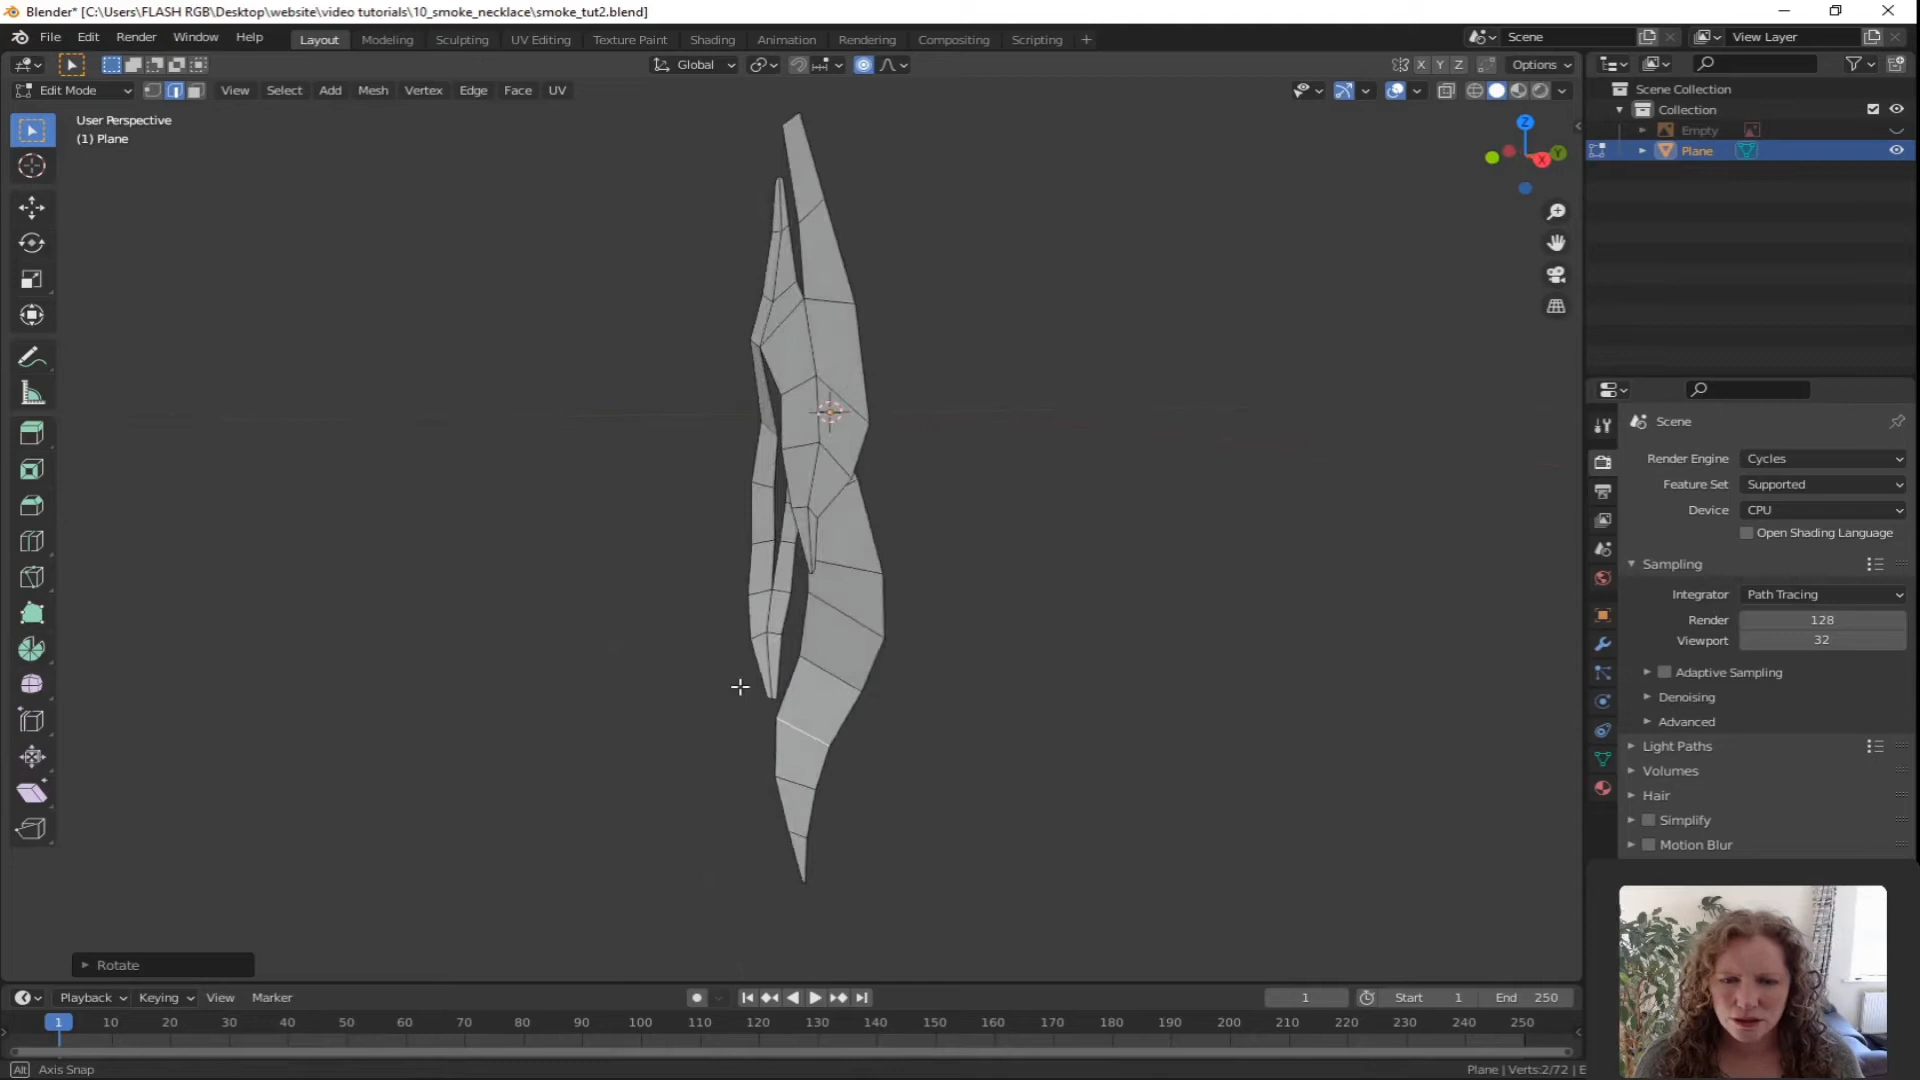 Blender* [C:\Users\FLASH RGB\Desktop\website\video tutorials\10_smoke_necklace\smoke_tut2.blend]
File Edit Render Window Help Layout Modeling Sculpting UV Editing Texture Paint Shading Animation Rendering Compositing Scripting + Scene View Layer
Global X Y Z Options
Edit Mode View Select Add Mesh Vertex Edge Face UV
Scene Collection
Collection
Empty
Plane
User Perspective
(1) Plane
Z
Y
X
Scene
Render Engine Cycles
Feature Set Supported
Device CPU
Open Shading Language
Sampling
Integrator Path Tracing
Render 128
Viewport 32
Adaptive Sampling
Denoising
Advanced
Light Paths
Volumes
Hair
Simplify
Motion Blur
Rotate
Playback Keying View Marker 1 Start 1 End 250
1 10 20 30 40 50 60 70 80 90 100 110 120 130 140 150 160 170 180 190 200 210 220 230 240 250
Alt Axis Snap
Plane | Verts:2/72 | E